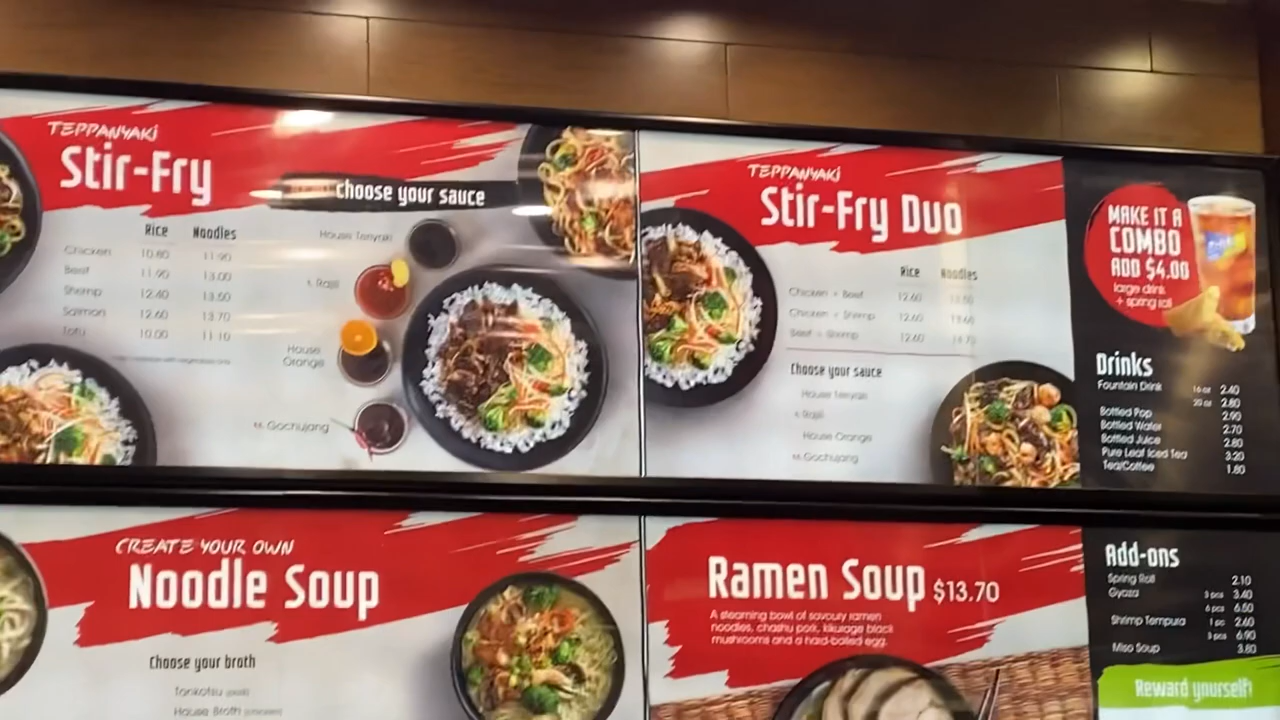 TEPPANYAKI
Stir-Fry
choose your sauce
Rice Noodles
Chicken 10.80 11.90
Beef 11.90 13.00
Shrimp 12.40 13.50
Salmon 12.60 13.70
Tofu 10.00 11.10
House Teriyaki
House
Orange
Gochujang
TEPPANYAKI
Stir-Fry Duo
Rice Noodles
Chicken + Beef 12.60
Chicken + Shrimp 12.60
Beef + Shrimp 12.60
Choose your sauce
House Teriyaki
House Orange
Gochujang
MAKE IT A
COMBO
ADD $4.00
large drink
+ spring roll
Drinks
Fountain Drink 16 oz 2.40
20 oz 2.80
Bottled Pop 2.90
Bottled Water 2.70
Bottled Juice 2.80
Pure Leaf Iced Tea 3.20
Tea/Coffee 1.80
CREATE YOUR OWN
Noodle Soup
Choose your broth
Tonkotsu (pork)
House Broth (chicken)
Ramen Soup $13.70
A steaming bowl of savoury ramen
noodles, chashu pork, kikurage black
mushrooms and a hard-boiled egg.
Add-ons
Spring Roll 2.10
Gyoza 3 pcs 3.40
6 pcs 6.50
Shrimp Tempura 1 pc 2.60
3 pcs 6.90
Miso Soup 3.80
Reward yourself!